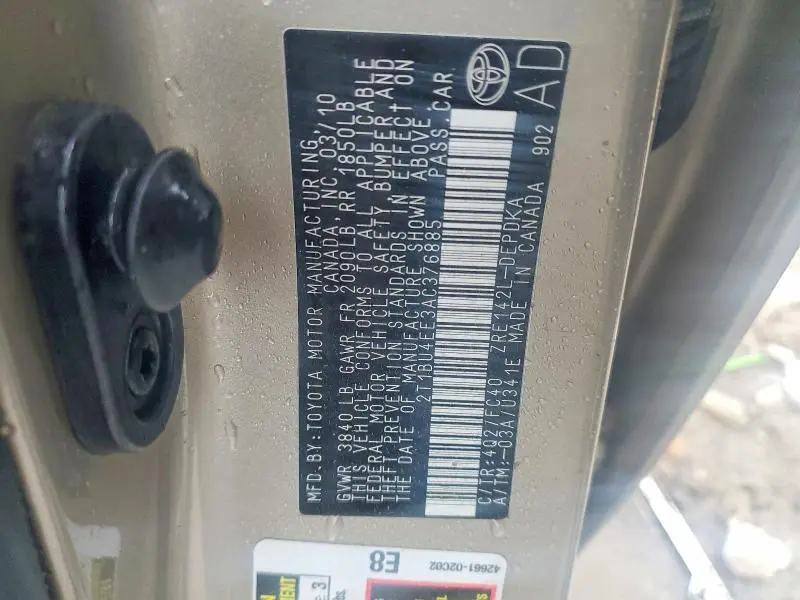 MFD.BY:TOYOTA MOTOR MANUFACTURING,
CANADA, INC. 03/10
GVWR 3840 LB GAWR FR 2090LB, RR 1850LB
THIS VEHICLE CONFORMS TO ALL APPLICABLE
FEDERAL MOTOR VEHICLE SAFETY, BUMPER AND
THEFT PREVENTION STANDARDS IN EFFECT ON
THE DATE OF MANUFACTURE SHOWN ABOVE.
2T1BU4EE3AC376885 PASS.CAR
C/TR:4Q2/FC40 ZRE142L-DEPDKA
A/TM:-03A/U341E MADE IN CANADA 902
AD
E8
42661-02C02